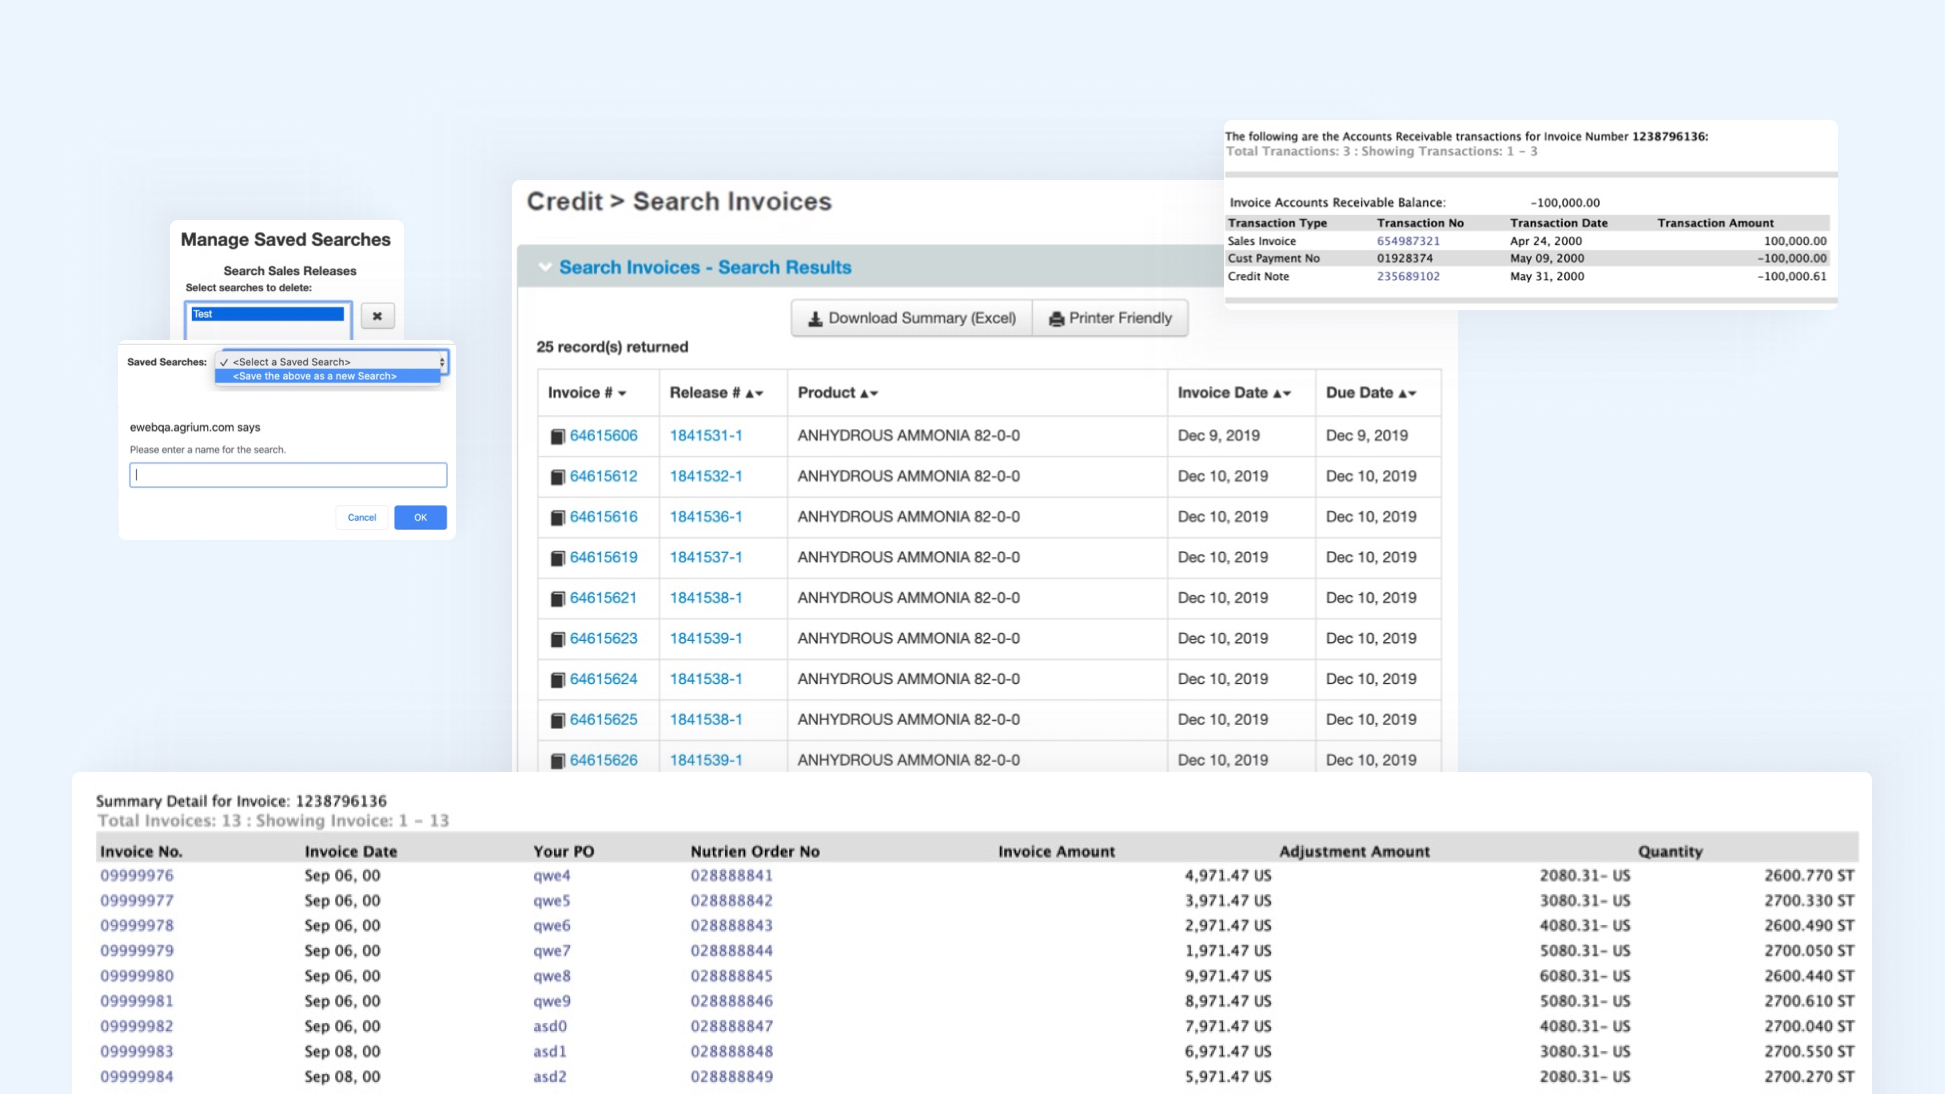 The following are the Accounts Receivable transactions for Invoice Number 1238796136:
Total Tranactions: 3 : Showing Transactions: 1 - 3
Invoice Accounts Receivable Balance: -100,000.00
Transaction Type Transaction No Transaction Date Transaction Amount
Sales Invoice 654987321 Apr 24, 2000 100,000.00
Cust Payment No 01928374 May 09, 2000 -100,000.00
Credit Note 235689102 May 31, 2000 -100,000.61
Manage Saved Searches
Search Sales Releases
Select searches to delete:
Test
Saved Searches: ✓ <Select a Saved Search>
<Save the above as a new Search>
ewebqa.agrium.com says
Please enter a name for the search.
Cancel OK
Credit > Search Invoices
Search Invoices - Search Results
Download Summary (Excel) Printer Friendly
25 record(s) returned
Invoice # Release # Product Invoice Date Due Date
64615606 1841531-1 ANHYDROUS AMMONIA 82-0-0 Dec 9, 2019 Dec 9, 2019
64615612 1841532-1 ANHYDROUS AMMONIA 82-0-0 Dec 10, 2019 Dec 10, 2019
64615616 1841536-1 ANHYDROUS AMMONIA 82-0-0 Dec 10, 2019 Dec 10, 2019
64615619 1841537-1 ANHYDROUS AMMONIA 82-0-0 Dec 10, 2019 Dec 10, 2019
64615621 1841538-1 ANHYDROUS AMMONIA 82-0-0 Dec 10, 2019 Dec 10, 2019
64615623 1841539-1 ANHYDROUS AMMONIA 82-0-0 Dec 10, 2019 Dec 10, 2019
64615624 1841538-1 ANHYDROUS AMMONIA 82-0-0 Dec 10, 2019 Dec 10, 2019
64615625 1841538-1 ANHYDROUS AMMONIA 82-0-0 Dec 10, 2019 Dec 10, 2019
64615626 1841539-1 ANHYDROUS AMMONIA 82-0-0 Dec 10, 2019 Dec 10, 2019
Summary Detail for Invoice: 1238796136
Total Invoices: 13 : Showing Invoice: 1 - 13
Invoice No. Invoice Date Your PO Nutrien Order No Invoice Amount Adjustment Amount Quantity
09999976 Sep 06, 00 qwe4 028888841 4,971.47 US 2080.31- US 2600.770 ST
09999977 Sep 06, 00 qwe5 028888842 3,971.47 US 3080.31- US 2700.330 ST
09999978 Sep 06, 00 qwe6 028888843 2,971.47 US 4080.31- US 2600.490 ST
09999979 Sep 06, 00 qwe7 028888844 1,971.47 US 5080.31- US 2700.050 ST
09999980 Sep 06, 00 qwe8 028888845 9,971.47 US 6080.31- US 2600.440 ST
09999981 Sep 06, 00 qwe9 028888846 8,971.47 US 5080.31- US 2700.610 ST
09999982 Sep 06, 00 asd0 028888847 7,971.47 US 4080.31- US 2700.040 ST
09999983 Sep 08, 00 asd1 028888848 6,971.47 US 3080.31- US 2700.550 ST
09999984 Sep 08, 00 asd2 028888849 5,971.47 US 2080.31- US 2700.270 ST